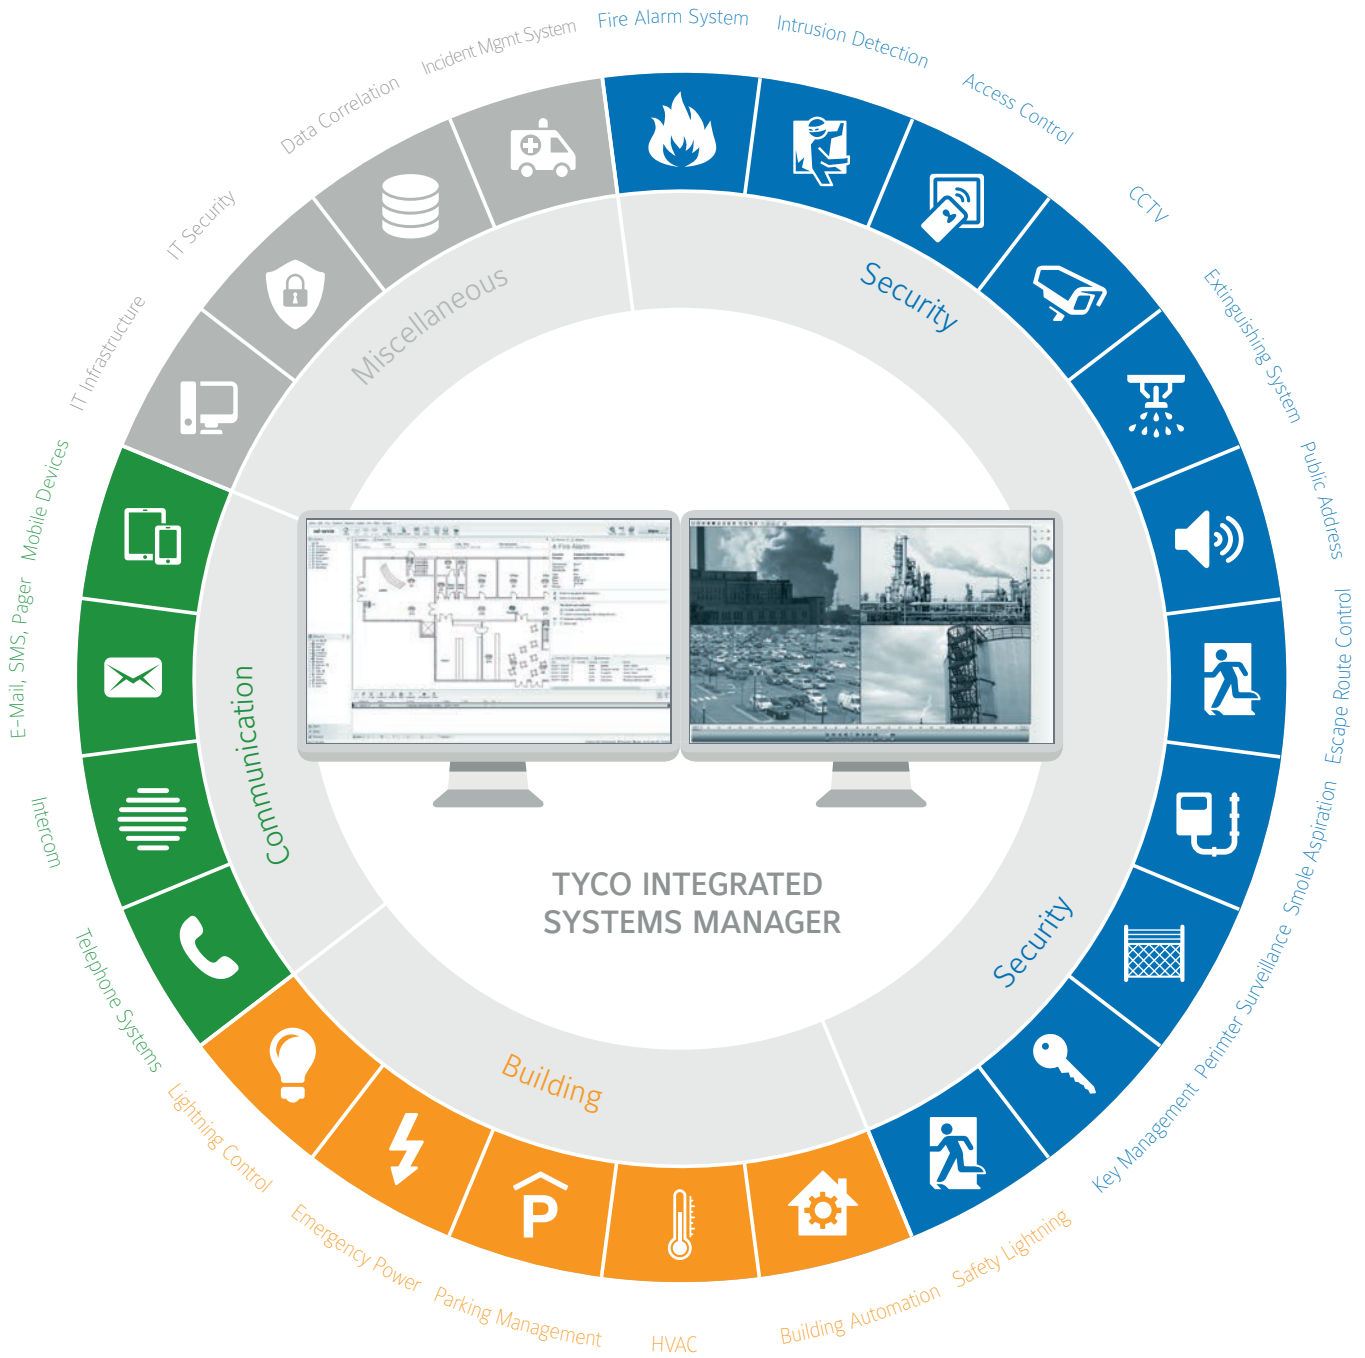 Fire Alarm System
Intrusion Detection
Access Control
CCTV
Extinguishing System
Public Address
Escape Route Control
Smole Aspiration
Perimter Surveillance
Key Management
Safety Lightning
Building Automation
HVAC
Parking Management
Emergency Power
Lightning Control
Telephone Systems
Intercom
E-Mail, SMS, Pager
Mobile Devices
IT Infrastructure
IT Security
Data Correlation
Incident Mgmt System
Miscellaneous
Security
Communication
Security
Building
P
Fire Alarm
TYCO INTEGRATED
SYSTEMS MANAGER